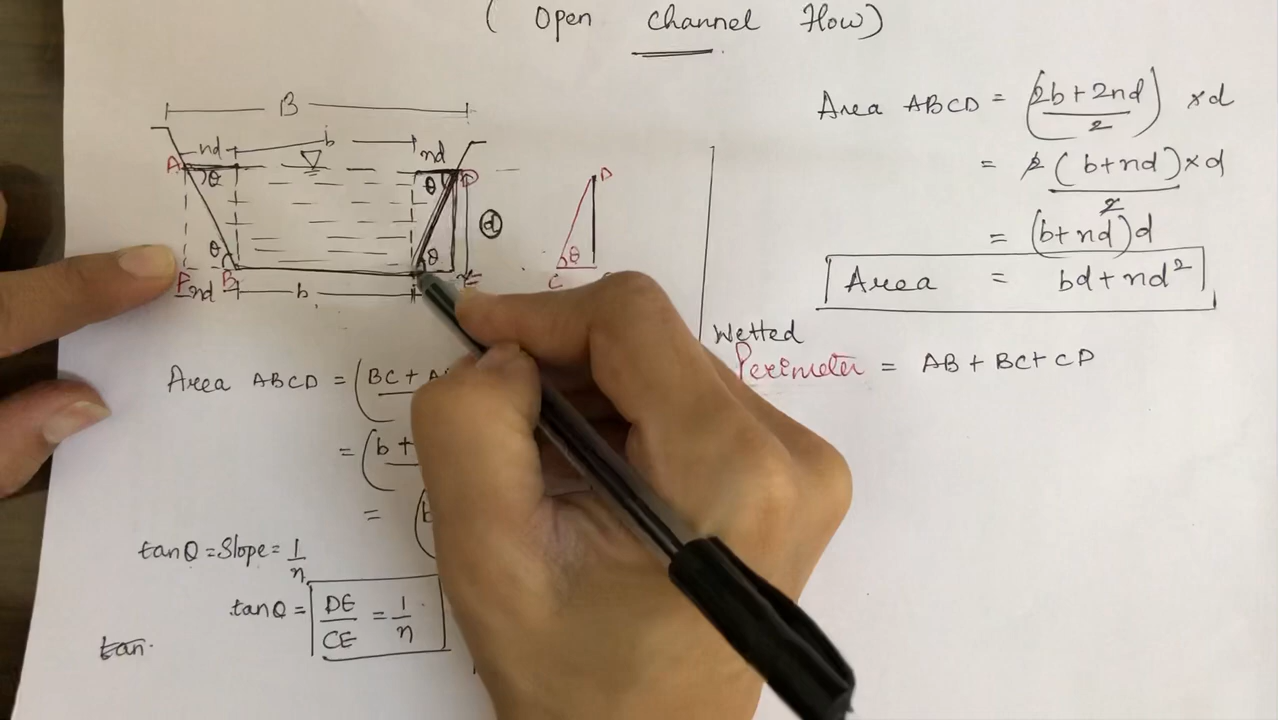 ( Open Channel Flow)
B
nd b nd
A θ θ D
d
θ θ
F B
nd b
D
θ
C
Area ABCD = (BC + A
= (b +
= (b
tanθ = Slope = 1/n
tanθ = DE/CE = 1/n
tan.
Area ABCD = (2b + 2nd / 2) × d
= 2 (b + nd) × d / 2
= (b + nd) d
Area = bd + nd²
Wetted
Perimeter = AB + BC + CD